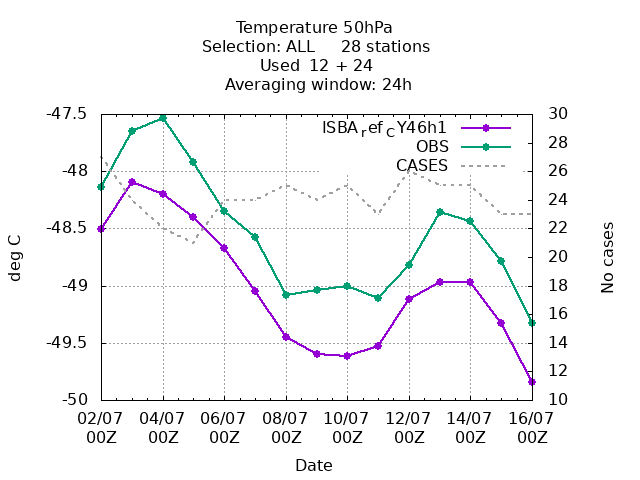 Temperature 50hPa
Selection: ALL 28 stations
Used 12 + 24
Averaging window: 24h
-47.5
-48
-48.5
-49
-49.5
-50
30
28
26
24
22
20
18
16
14
12
10
ISBA_ref_CY46h1
OBS
CASES
deg C
No cases
02/07 04/07 06/07 08/07 10/07 12/07 14/07 16/07
00Z 00Z 00Z 00Z 00Z 00Z 00Z 00Z
Date